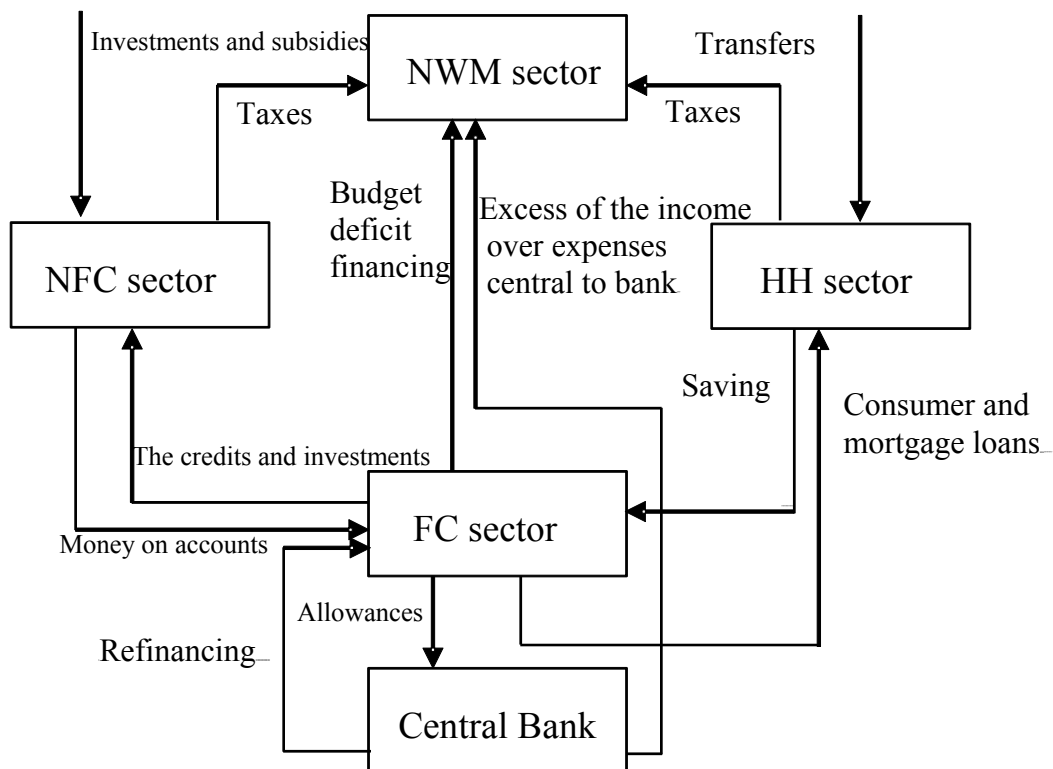 Investments and subsidies
Transfers
NWM sector
Taxes
Taxes
Budget
deficit
financing
Excess of the income
over expenses
central to bank
NFC sector
HH sector
Saving
Consumer and
mortgage loans
The credits and investments
FC sector
Money on accounts
Allowances
Refinancing
Central Bank